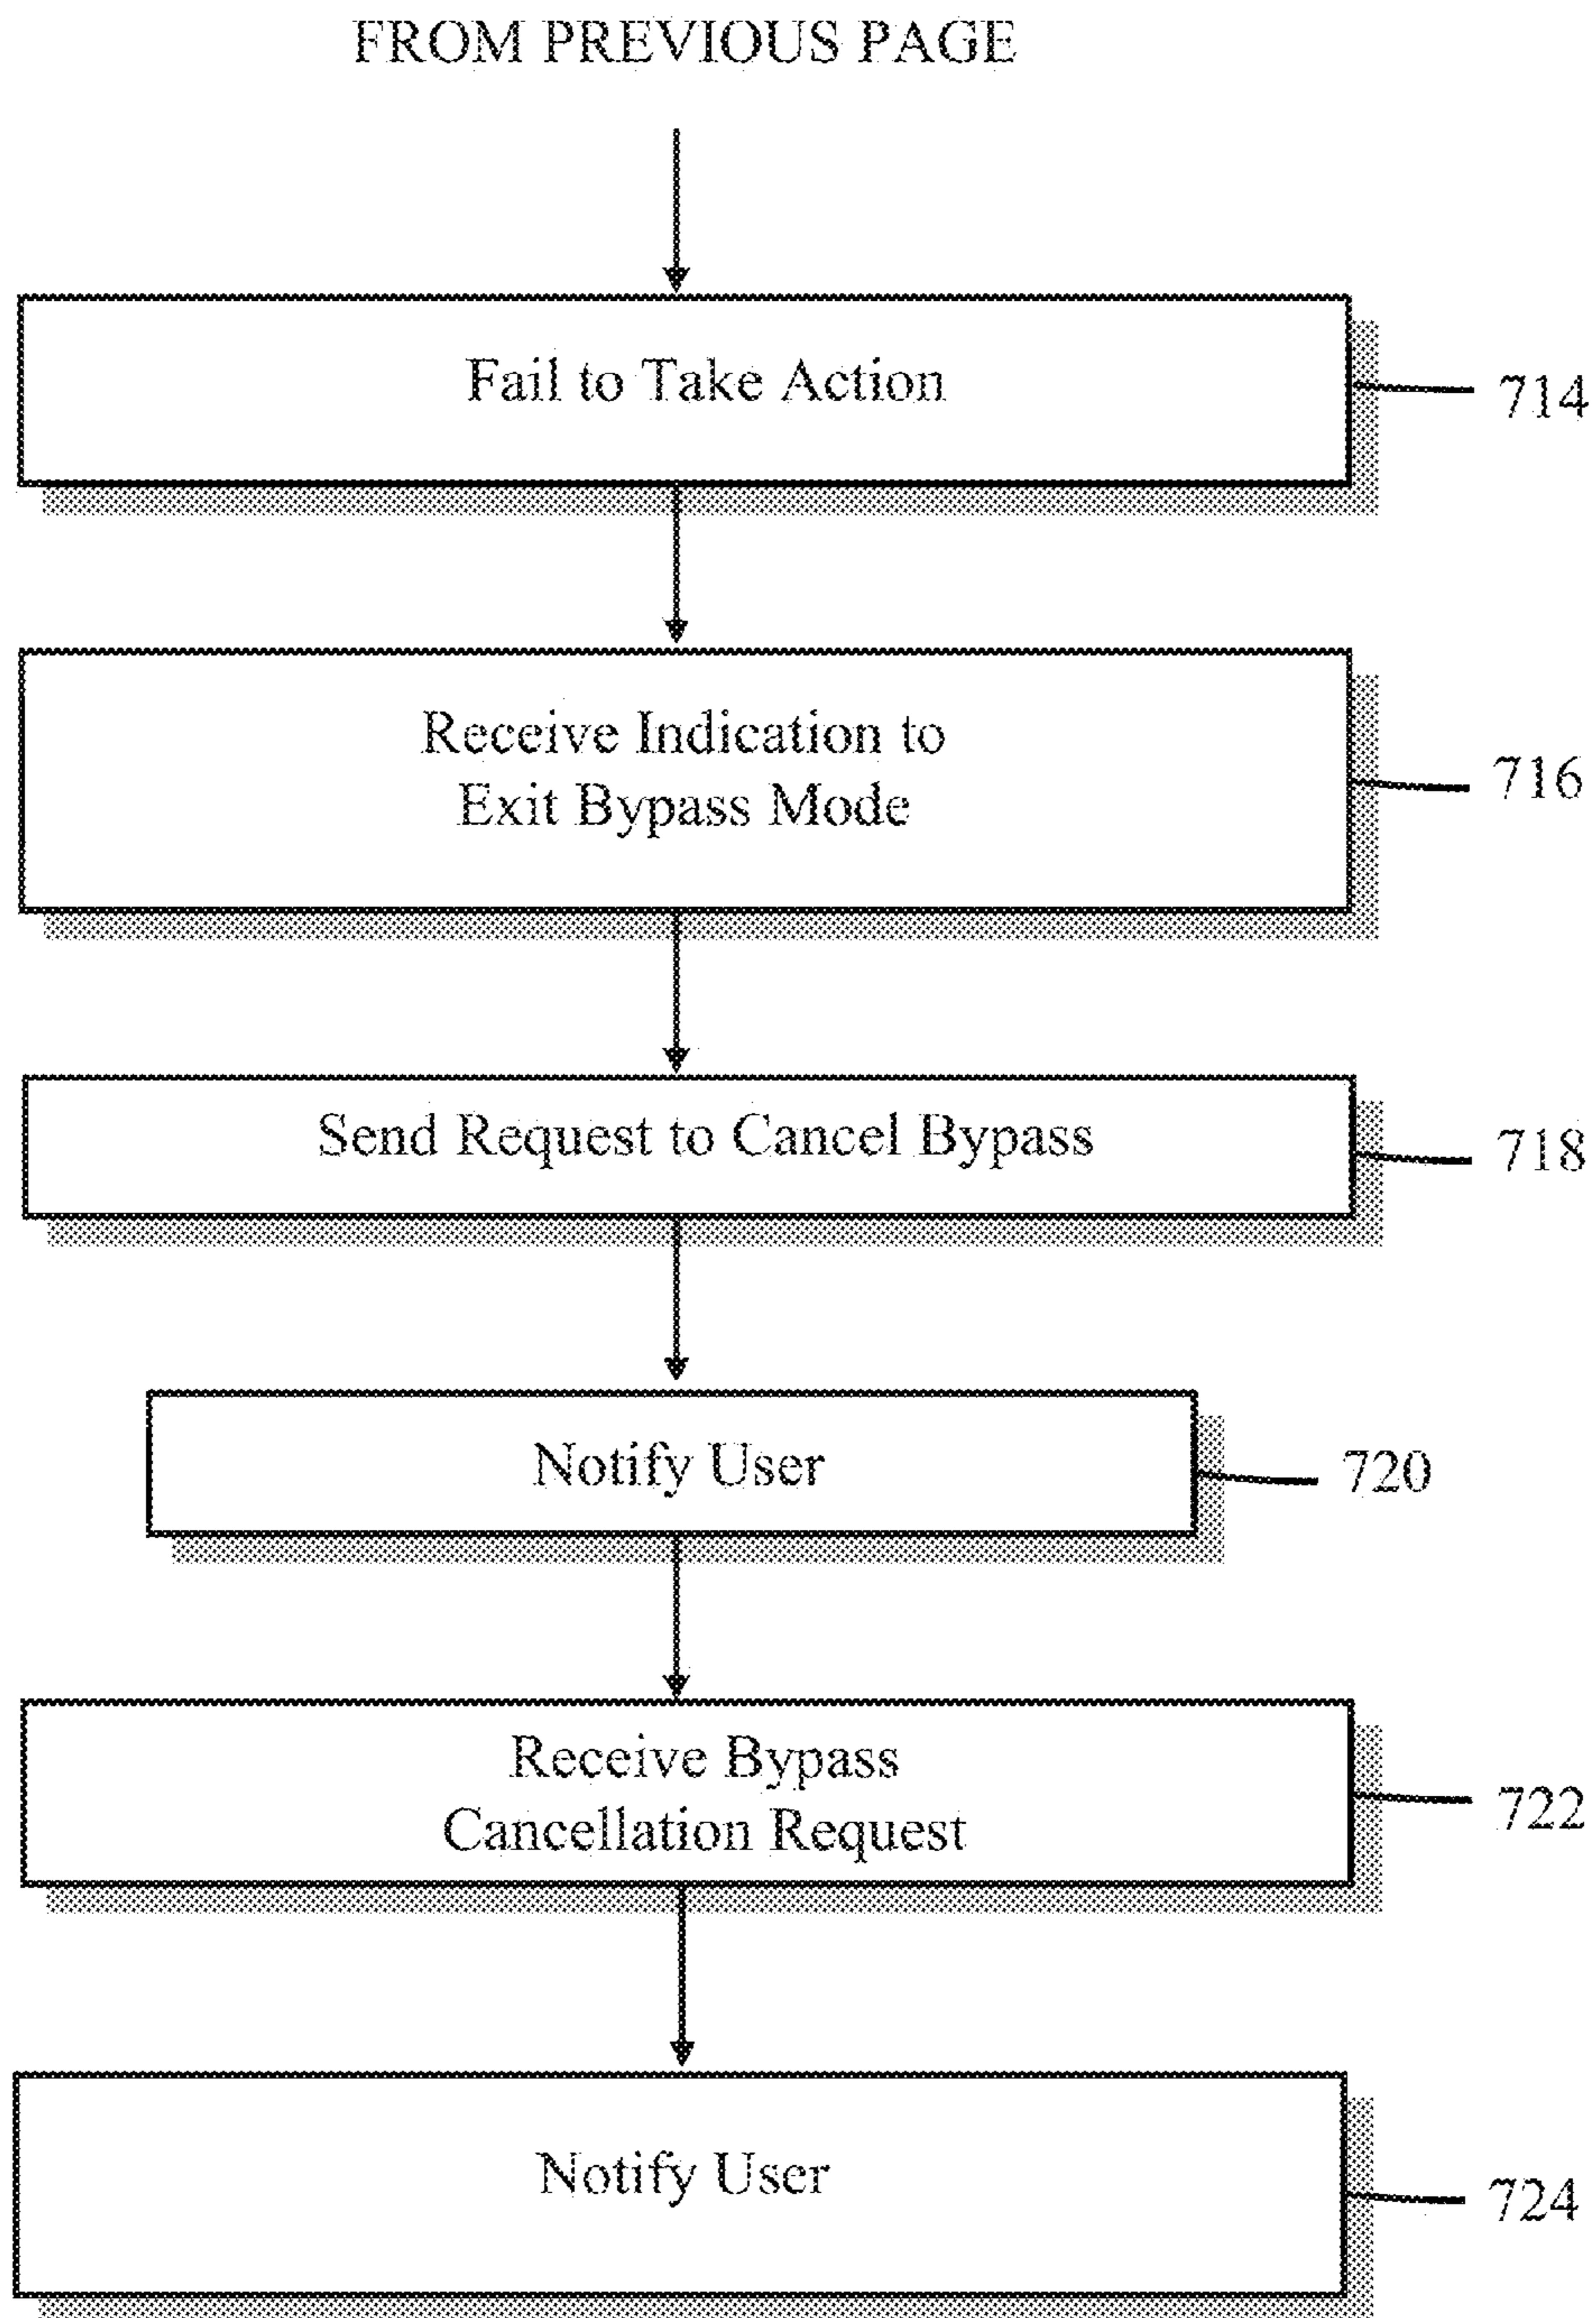 FROM PREVIOUS PAGE
Fail to Take Action
714
Receive Indication to
Exit Bypass Mode
716
Send Request to Cancel Bypass
718
Notify User
720
Receive Bypass
Cancellation Request
722
Notify User
724